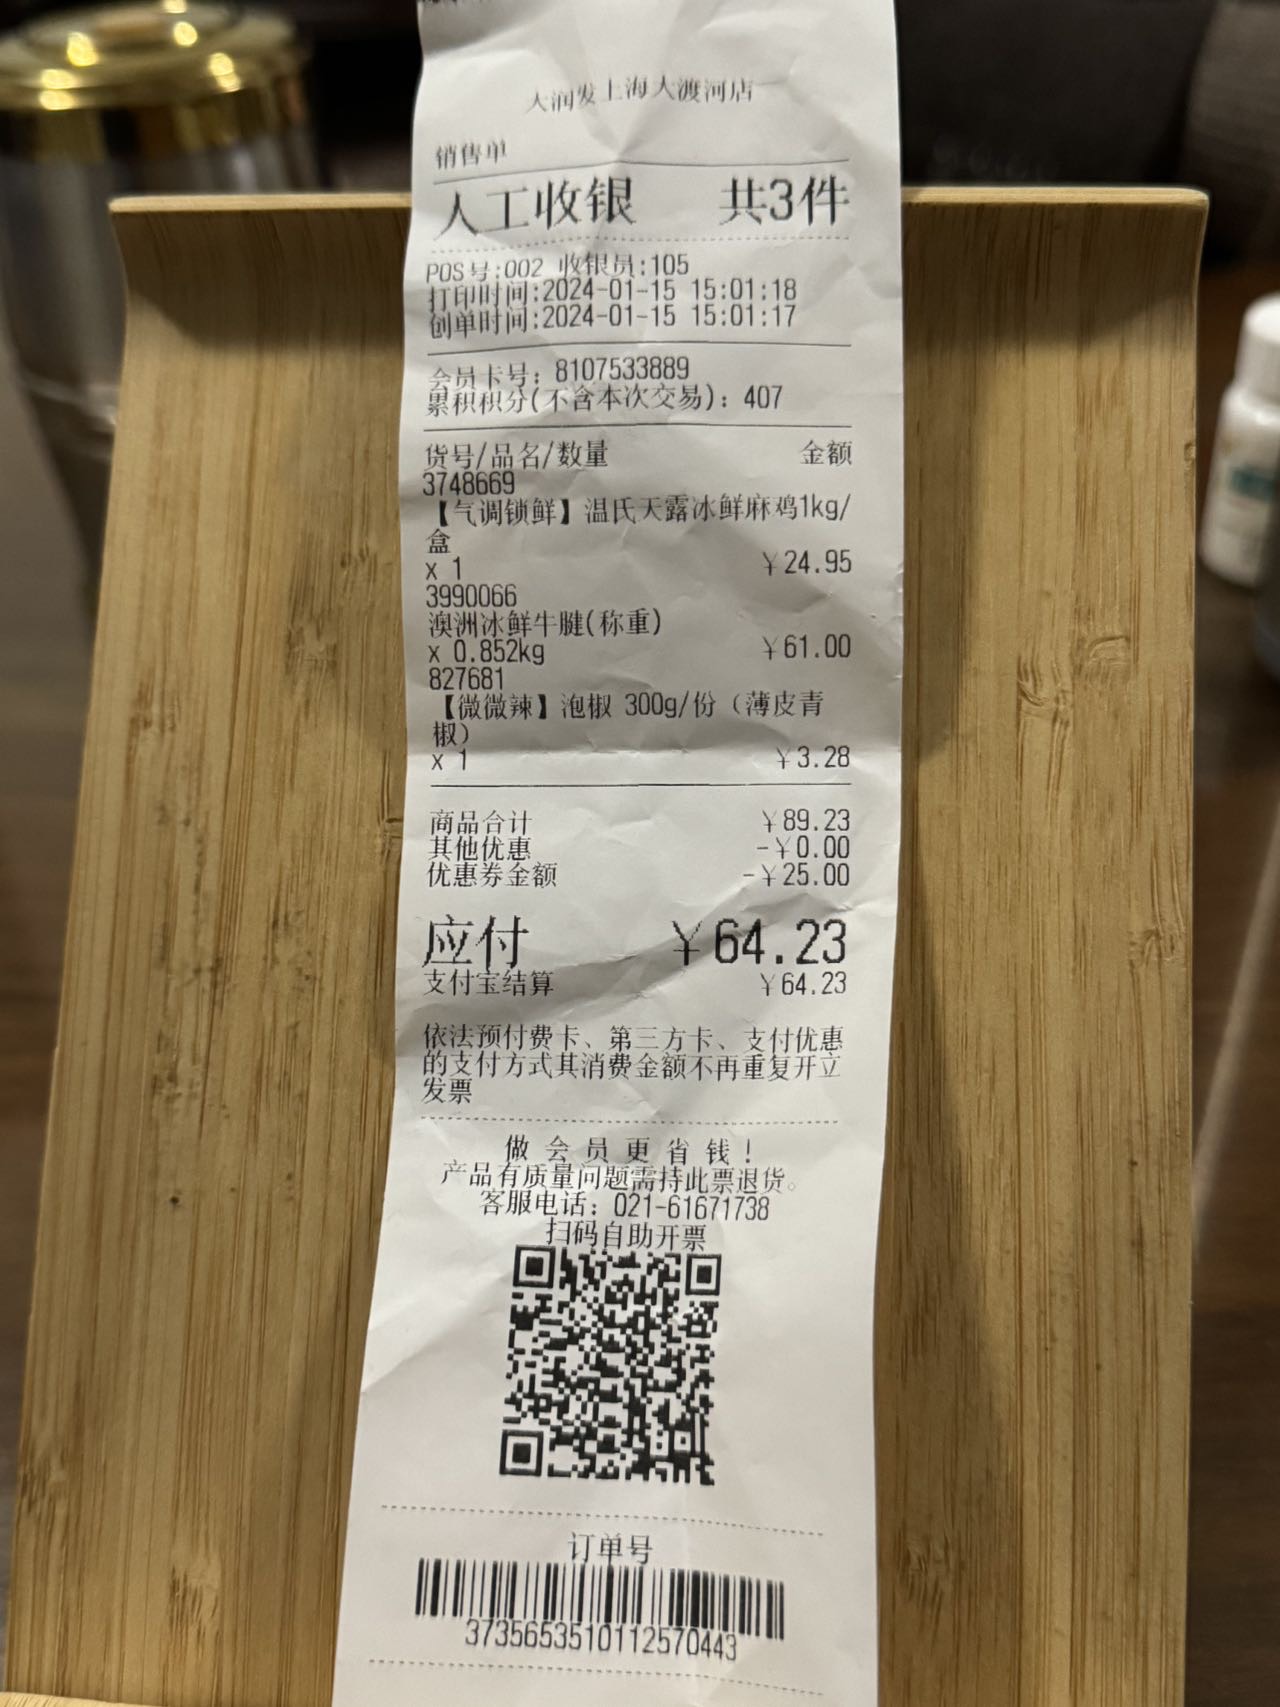 大润发上海大渡河店
销售单
人工收银 共3件
POS号:002 收银员:105
打印时间:2024-01-15 15:01:18
创单时间:2024-01-15 15:01:17
会员卡号: 8107533889
累积积分(不含本次交易): 407
货号/品名/数量 金额
3748669
【气调锁鲜】温氏天露冰鲜麻鸡1kg/
盒
x 1 ￥24.95
3990066
澳洲冰鲜牛腱(称重)
x 0.852kg ￥61.00
827681
【微微辣】泡椒 300g/份（薄皮青
椒）
x 1 ￥3.28
商品合计 ￥89.23
其他优惠 -￥0.00
优惠券金额 -￥25.00
应付 ￥64.23
支付宝结算 ￥64.23
依法预付费卡、第三方卡、支付优惠
的支付方式其消费金额不再重复开立
发票
做会员更省钱!
产品有质量问题需持此票退货。
客服电话: 021-61671738
扫码自助开票
订单号
3735653510112570443